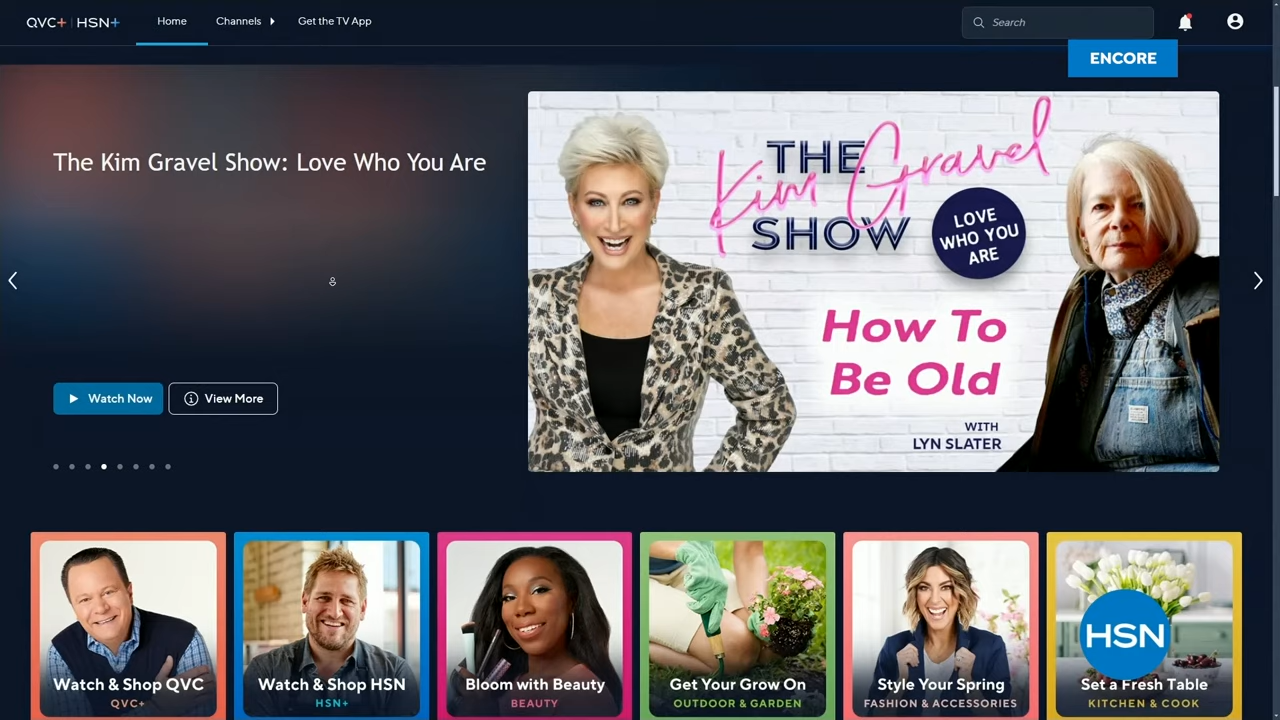 QVC+ | HSN+
Home
Channels
Get the TV App
Search
ENCORE
The Kim Gravel Show: Love Who You Are
THE
Kim Gravel
SHOW
LOVE
WHO YOU
ARE
How To
Be Old
WITH
LYN SLATER
Watch Now
View More
Watch & Shop QVC
QVC+
Watch & Shop HSN
HSN+
Bloom with Beauty
BEAUTY
Get Your Grow On
OUTDOOR & GARDEN
Style Your Spring
FASHION & ACCESSORIES
HSN
Set a Fresh Table
KITCHEN & COOK